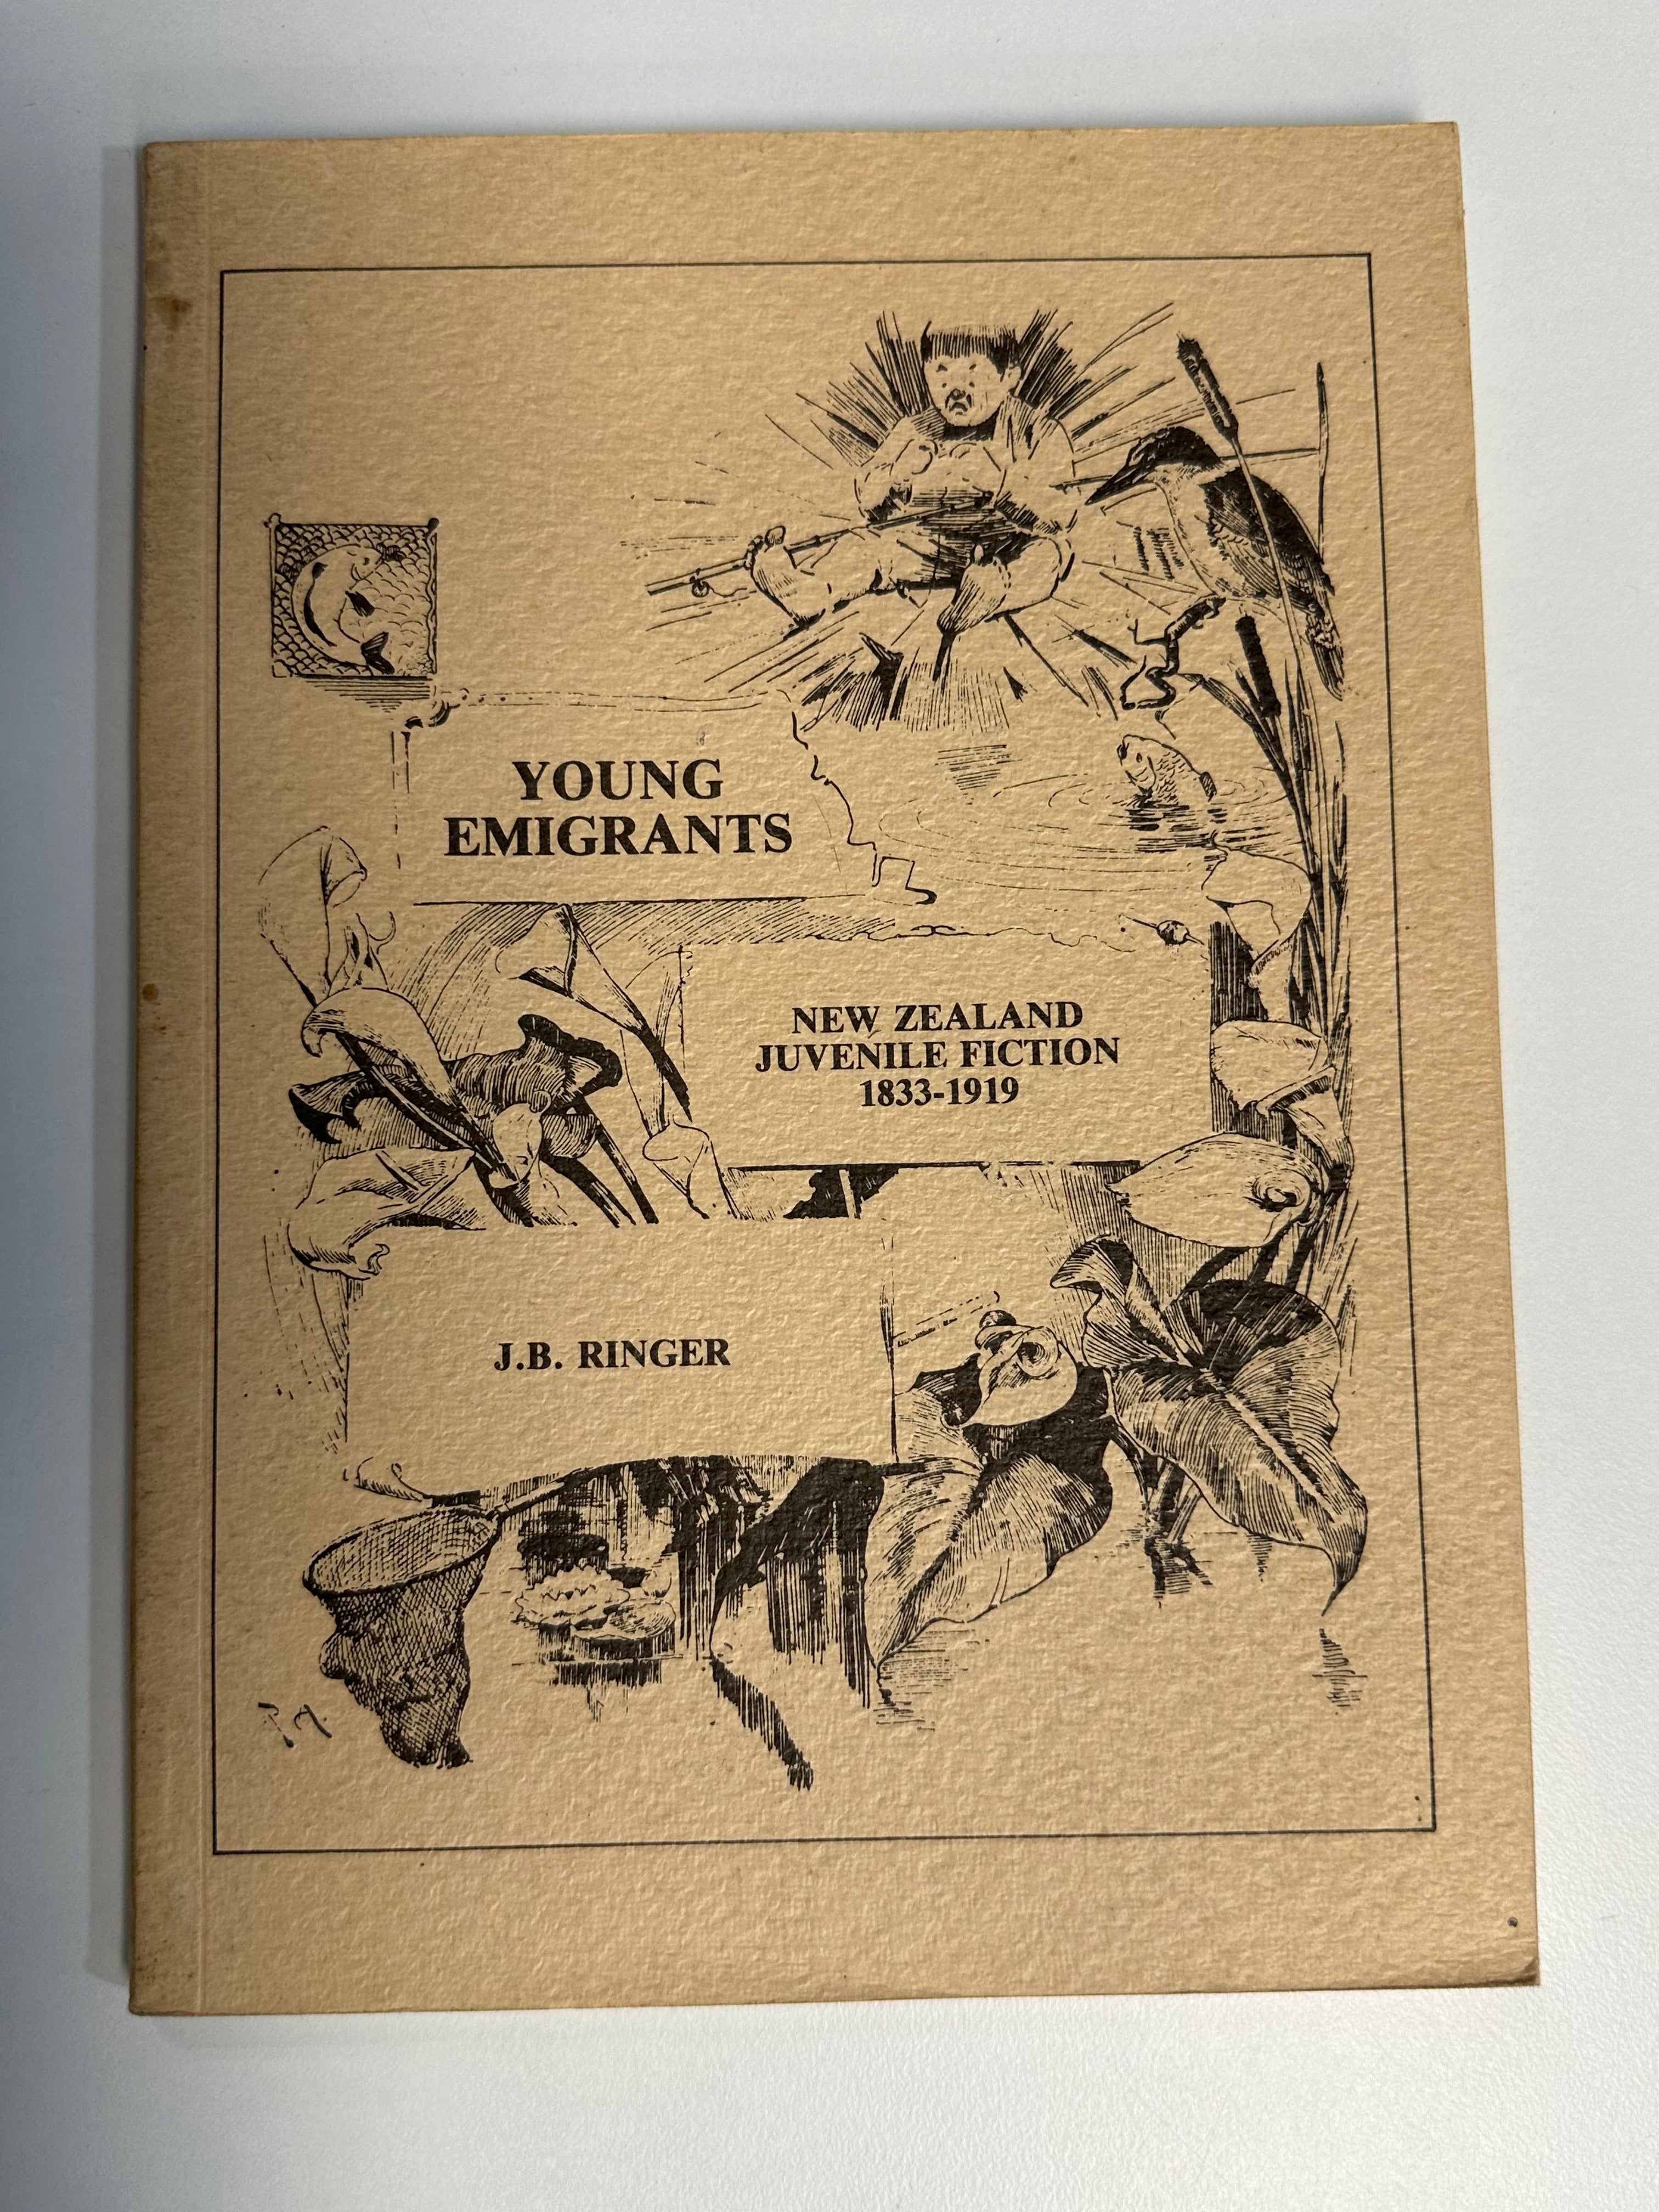 YOUNG
EMIGRANTS
NEW ZEALAND
JUVENILE FICTION
1833-1919
J.B. RINGER